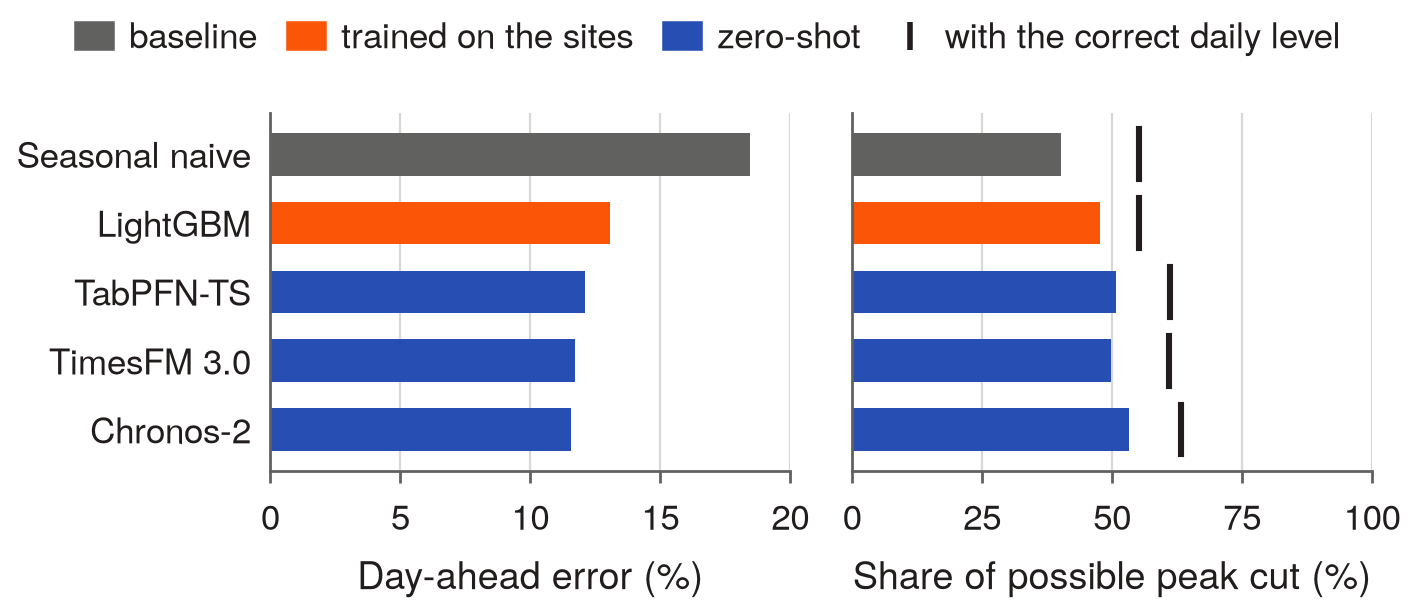 baseline trained on the sites zero-shot with the correct daily level
Seasonal naive
LightGBM
TabPFN-TS
TimesFM 3.0
Chronos-2
0 5 10 15 20 0 25 50 75 100
Day-ahead error (%) Share of possible peak cut (%)